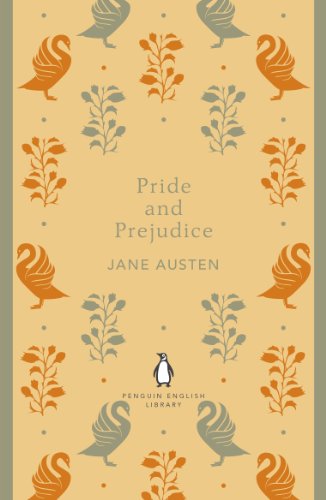 Pride
and
Prejudice
JANE AUSTEN
PENGUIN ENGLISH
LIBRARY